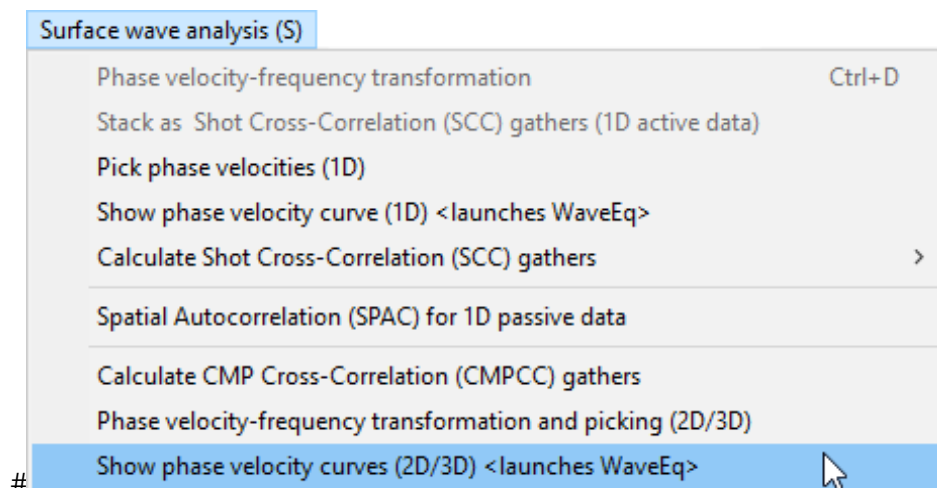 Surface wave analysis (S)
Phase velocity-frequency transformation Ctrl+D
Stack as Shot Cross-Correlation (SCC) gathers (1D active data)
Pick phase velocities (1D)
Show phase velocity curve (1D) <launches WaveEq>
Calculate Shot Cross-Correlation (SCC) gathers >
Spatial Autocorrelation (SPAC) for 1D passive data
Calculate CMP Cross-Correlation (CMPCC) gathers
Phase velocity-frequency transformation and picking (2D/3D)
# Show phase velocity curves (2D/3D) <launches WaveEq>